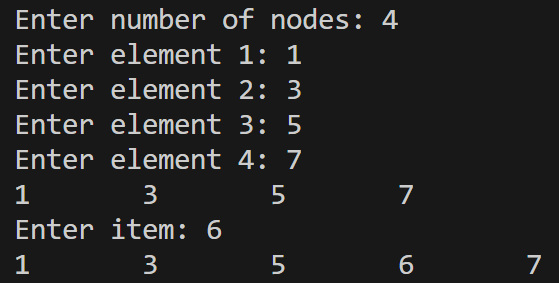 Enter number of nodes: 4
Enter element 1: 1
Enter element 2: 3
Enter element 3: 5
Enter element 4: 7
1       3       5       7
Enter item: 6
1       3       5       6       7